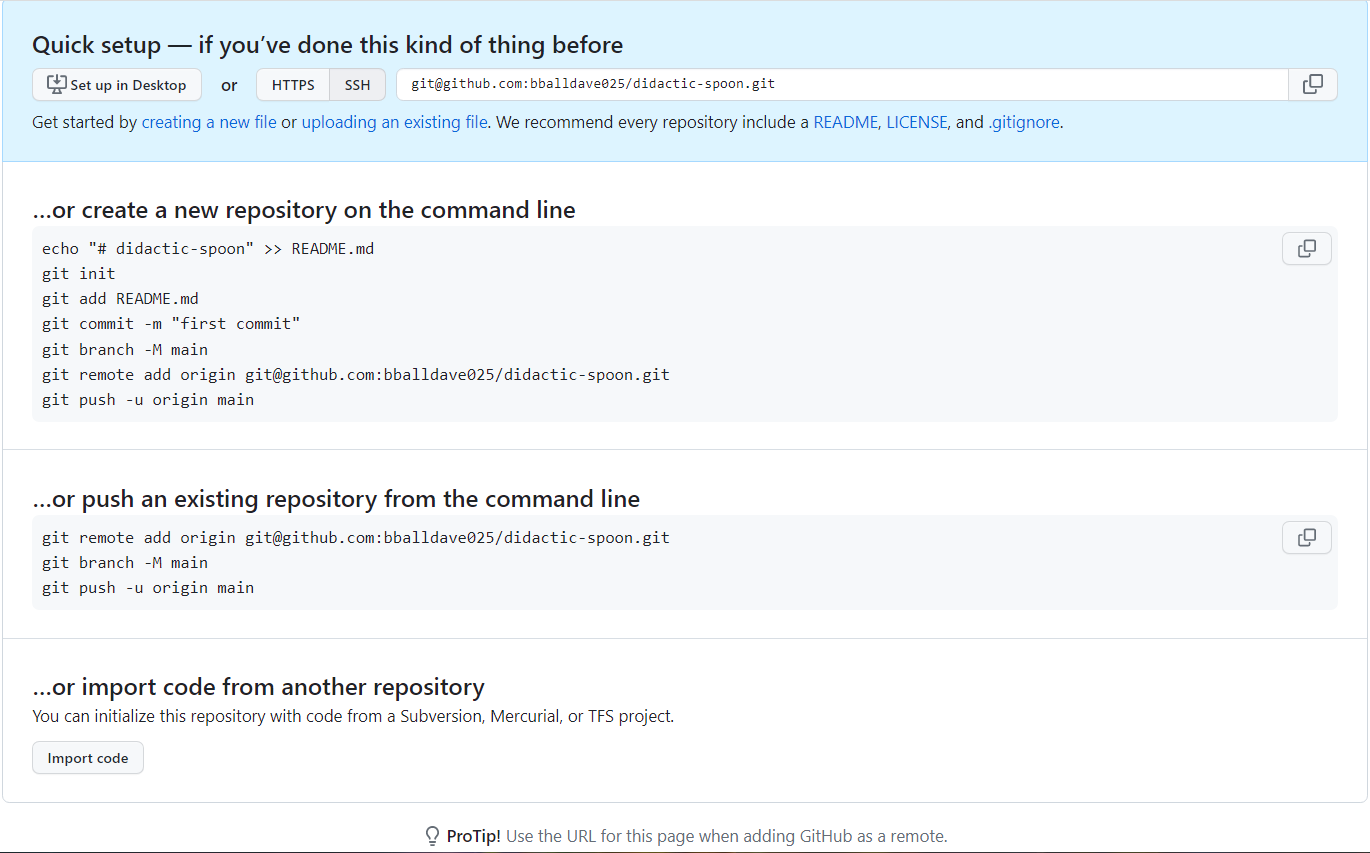 Quick setup — if you’ve done this kind of thing before
Set up in Desktop or HTTPS SSH git@github.com:bballdave025/didactic-spoon.git
Get started by creating a new file or uploading an existing file. We recommend every repository include a README, LICENSE, and .gitignore.
…or create a new repository on the command line
echo "# didactic-spoon" >> README.md
git init
git add README.md
git commit -m "first commit"
git branch -M main
git remote add origin git@github.com:bballdave025/didactic-spoon.git
git push -u origin main
…or push an existing repository from the command line
git remote add origin git@github.com:bballdave025/didactic-spoon.git
git branch -M main
git push -u origin main
…or import code from another repository
You can initialize this repository with code from a Subversion, Mercurial, or TFS project.
Import code
ProTip! Use the URL for this page when adding GitHub as a remote.